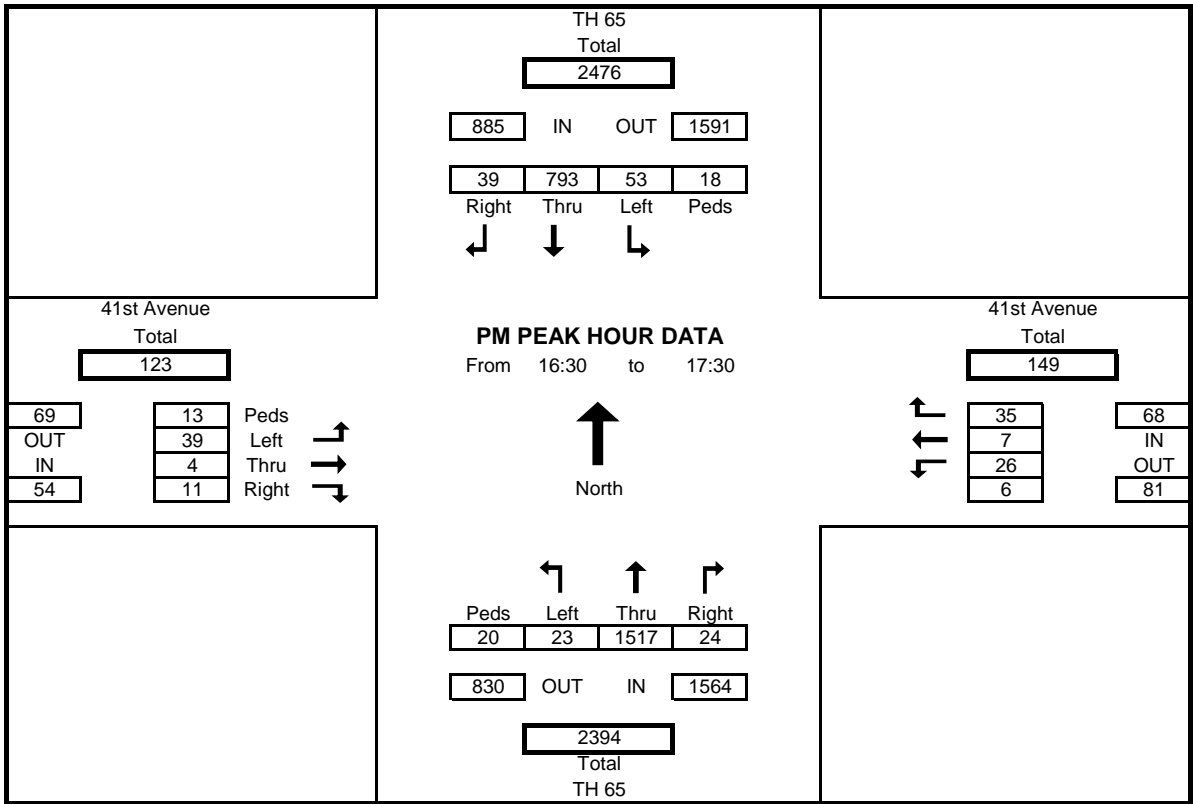 TH 65
Total
2476
885 IN OUT 1591
39 793 53 18
Right Thru Left Peds
41st Avenue
Total
123
69
OUT
IN
54
13 Peds
39 Left
4 Thru
11 Right
PM PEAK HOUR DATA
From 16:30 to 17:30
North
41st Avenue
Total
149
35
7
26
6
68
IN
OUT
81
Peds Left Thru Right
20 23 1517 24
830 OUT IN 1564
2394
Total
TH 65